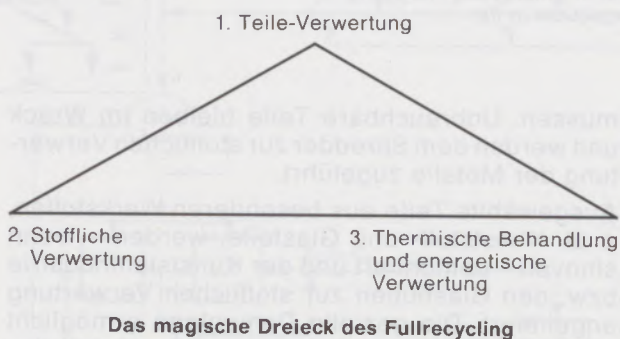 1. Teile-Verwertung
2. Stoffliche
Verwertung
3. Thermische Behandlung
und energetische
Verwertung
Das magische Dreieck des Fullrecycling